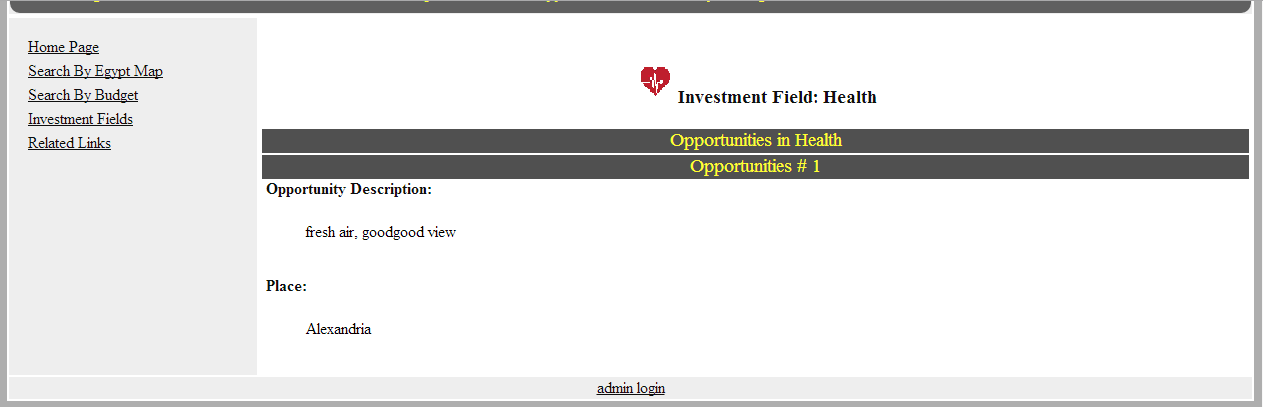 Home Page
Search By Egypt Map
Search By Budget
Investment Fields
Related Links
Investment Field: Health
Opportunities in Health
Opportunities # 1
Opportunity Description:
fresh air, goodgood view
Place:
Alexandria
admin login